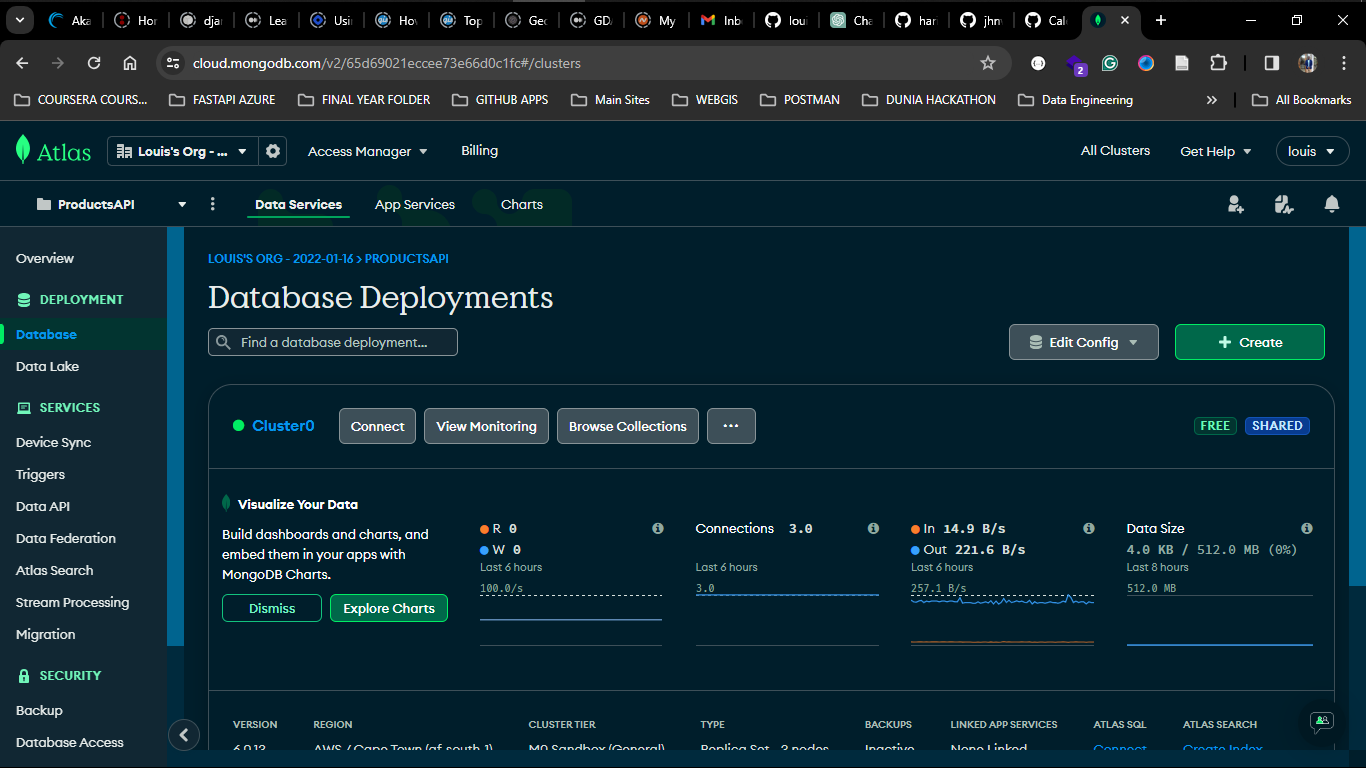 Aka
Hor
djar
Lea
Usi
Hov
Top
Geo
GDA
My
Inb
loui
Cha
har
jhn
Cal
cloud.mongodb.com/v2/65d69021eccee73e66d0c1fc#/clusters
2
COURSERA COURS...
FASTAPI AZURE
FINAL YEAR FOLDER
GITHUB APPS
Main Sites
WEBGIS
POSTMAN
DUNIA HACKATHON
Data Engineering
»
All Bookmarks
Atlas
Louis's Org - ...
Access Manager
Billing
All Clusters
Get Help
louis
ProductsAPI
Data Services
App Services
Charts
Overview
DEPLOYMENT
Database
Data Lake
SERVICES
Device Sync
Triggers
Data API
Data Federation
Atlas Search
Stream Processing
Migration
SECURITY
Backup
Database Access
LOUIS'S ORG - 2022-01-16 > PRODUCTSAPI
Database Deployments
Find a database deployment...
Edit Config
+ Create
Cluster0
Connect
View Monitoring
Browse Collections
...
FREE
SHARED
Visualize Your Data
Build dashboards and charts, and
embed them in your apps with
MongoDB Charts.
Dismiss
Explore Charts
R 0
W 0
Last 6 hours
100.0/s
Connections 3.0
Last 6 hours
3.0
In 14.9 B/s
Out 221.6 B/s
Last 6 hours
257.1 B/s
Data Size
4.0 KB / 512.0 MB (0%)
Last 8 hours
512.0 MB
VERSION
REGION
CLUSTER TIER
TYPE
BACKUPS
LINKED APP SERVICES
ATLAS SQL
ATLAS SEARCH
6.0.13
AWS / Cape Town (af-south-1)
M0 Sandbox (General)
Replica Set - 3 nodes
Inactive
None Linked
Connect
Create Index